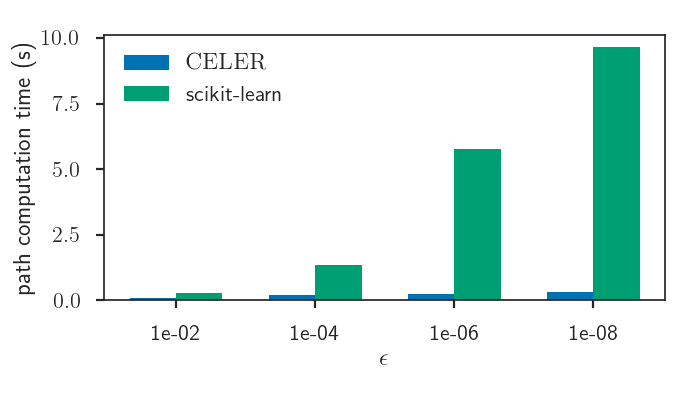 path computation time (s)
10.0
7.5
5.0
2.5
0.0
CELER
scikit-learn
1e-02 1e-04 1e-06 1e-08
ϵ